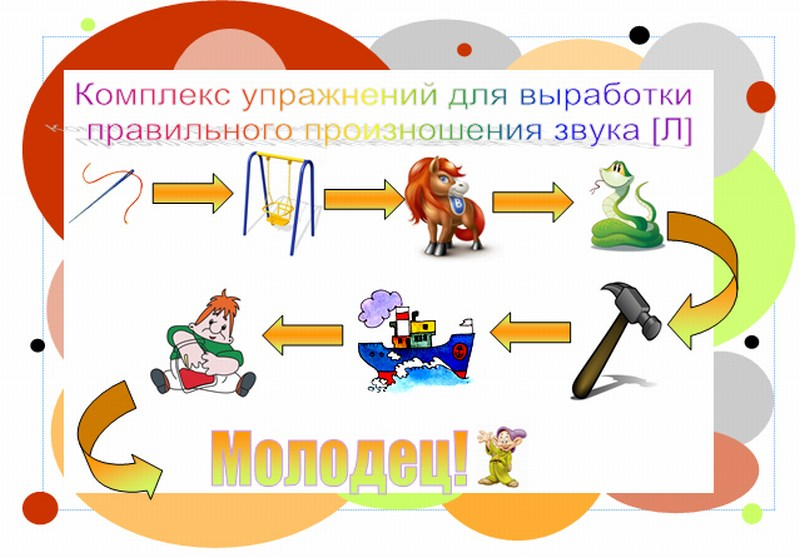 Комплекс упражнений для выработки
правильного произношения звука [Л]
В
Молодец!